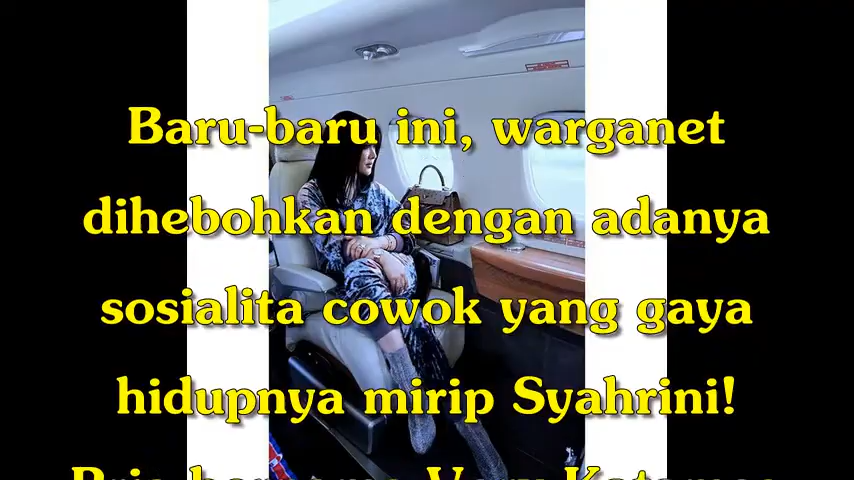 Baru-baru ini, warganet
dihebohkan dengan adanya
sosialita cowok yang gaya
hidupnya mirip Syahrini!